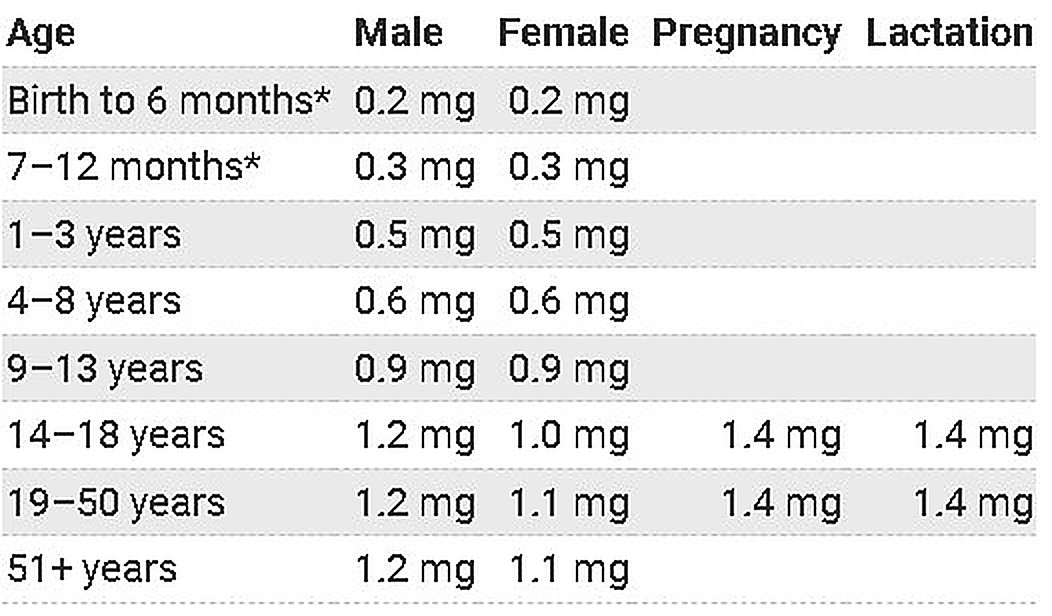 Age Male Female Pregnancy Lactation
Birth to 6 months* 0.2 mg 0.2 mg
7–12 months* 0.3 mg 0.3 mg
1–3 years 0.5 mg 0.5 mg
4–8 years 0.6 mg 0.6 mg
9–13 years 0.9 mg 0.9 mg
14–18 years 1.2 mg 1.0 mg 1.4 mg 1.4 mg
19–50 years 1.2 mg 1.1 mg 1.4 mg 1.4 mg
51+ years 1.2 mg 1.1 mg